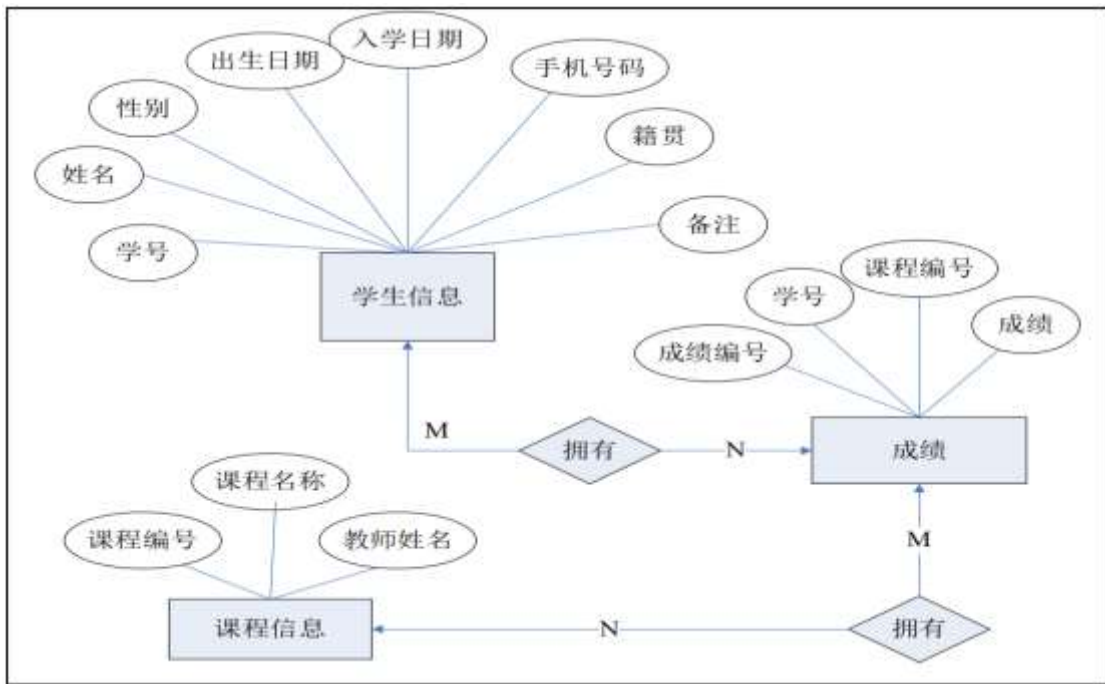 入学日期
出生日期
手机号码
性别
籍贯
姓名
备注
学号
学生信息
课程编号
学号
成绩
成绩编号
M
拥有
N
成绩
课程名称
课程编号
教师姓名
M
课程信息
N
拥有